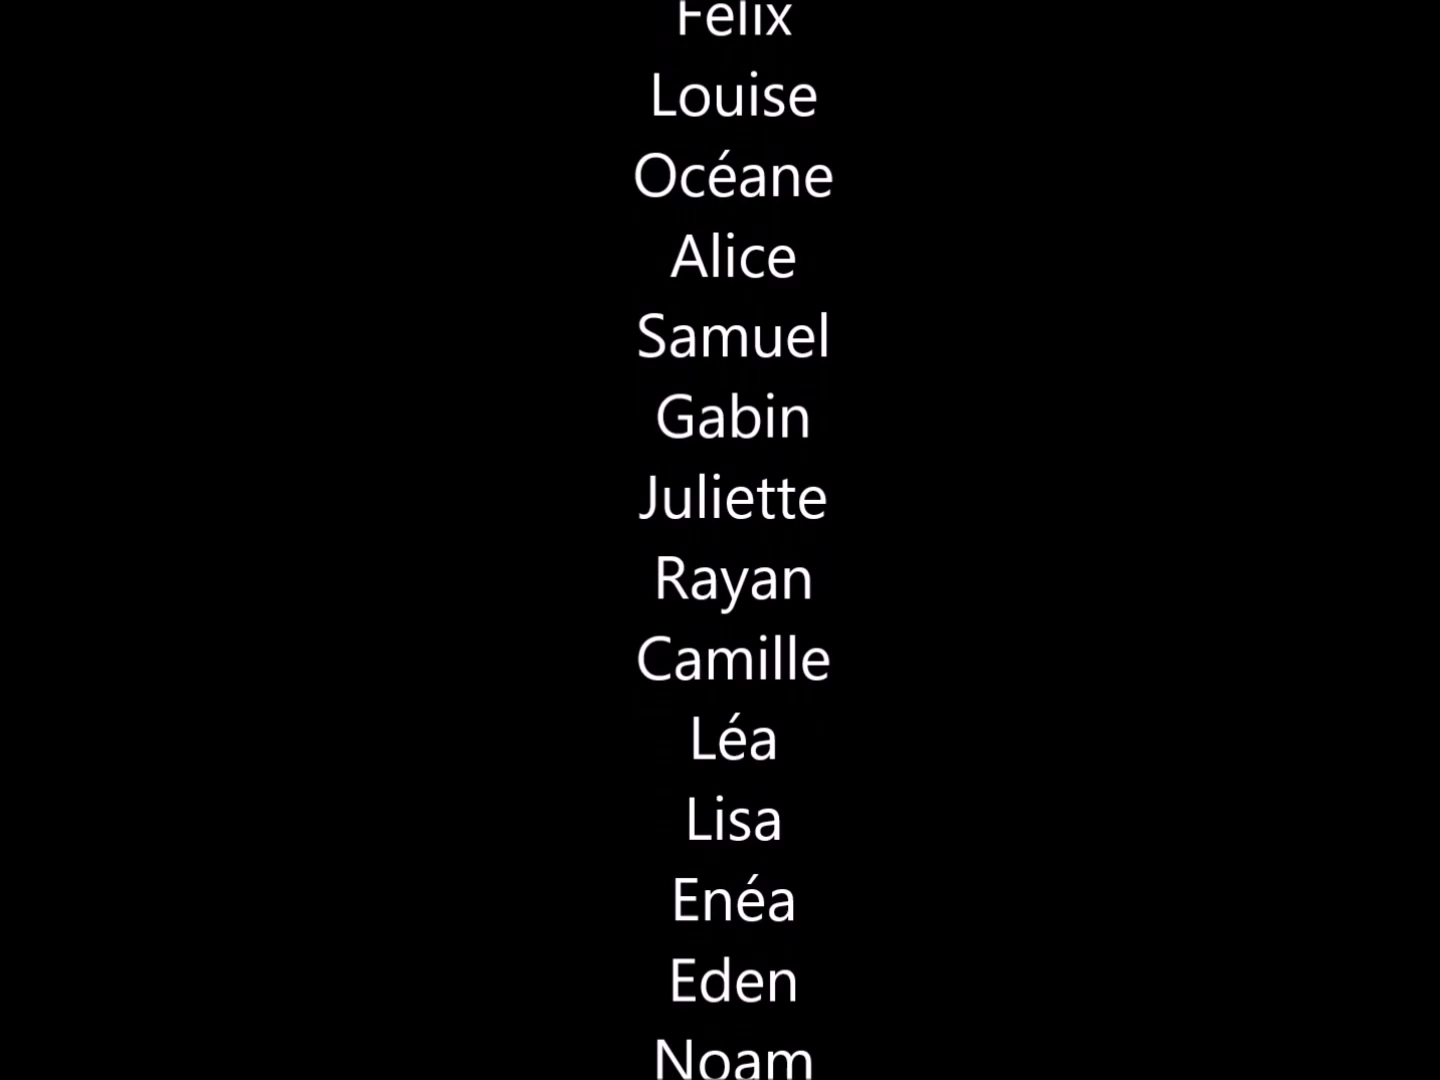 Felix
Louise
Océane
Alice
Samuel
Gabin
Juliette
Rayan
Camille
Léa
Lisa
Enéa
Eden
Noam